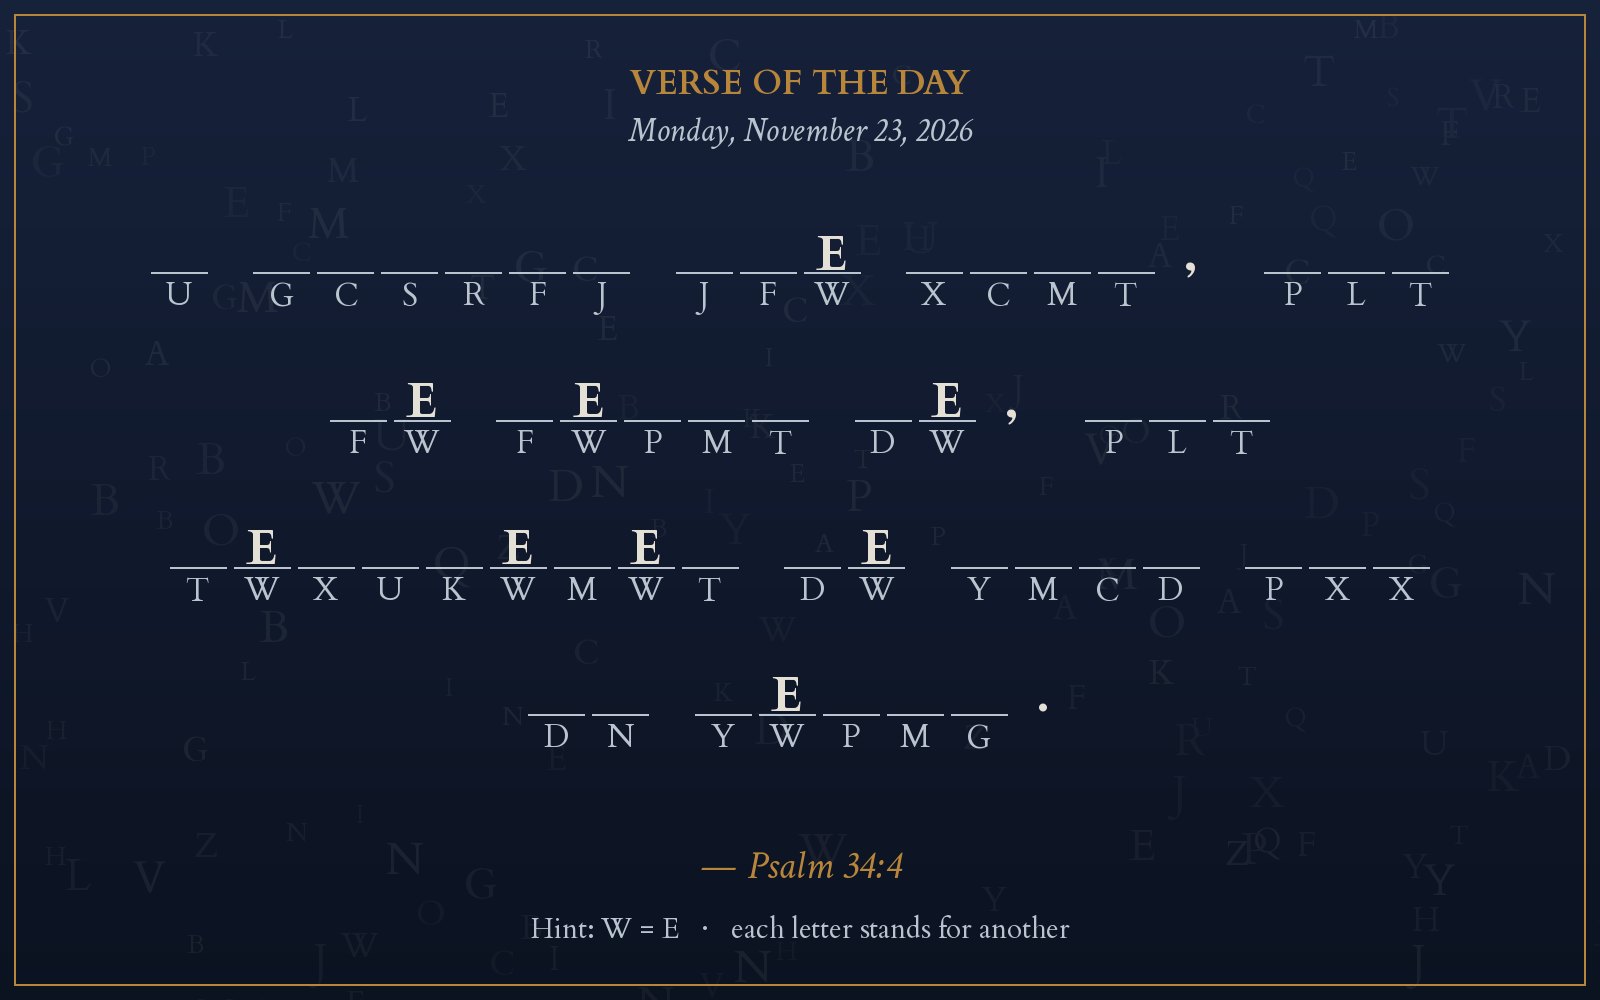 VERSE OF THE DAY
Monday, November 23, 2026
E ,
U GCSRFJ JFW XCMT PLT
E E E ,
FW FWPMT DW PLT
E E E E
TWXUKWMWT DW YMCD PXX
E .
DN YWPMG
— Psalm 34:4
Hint: W = E · each letter stands for another